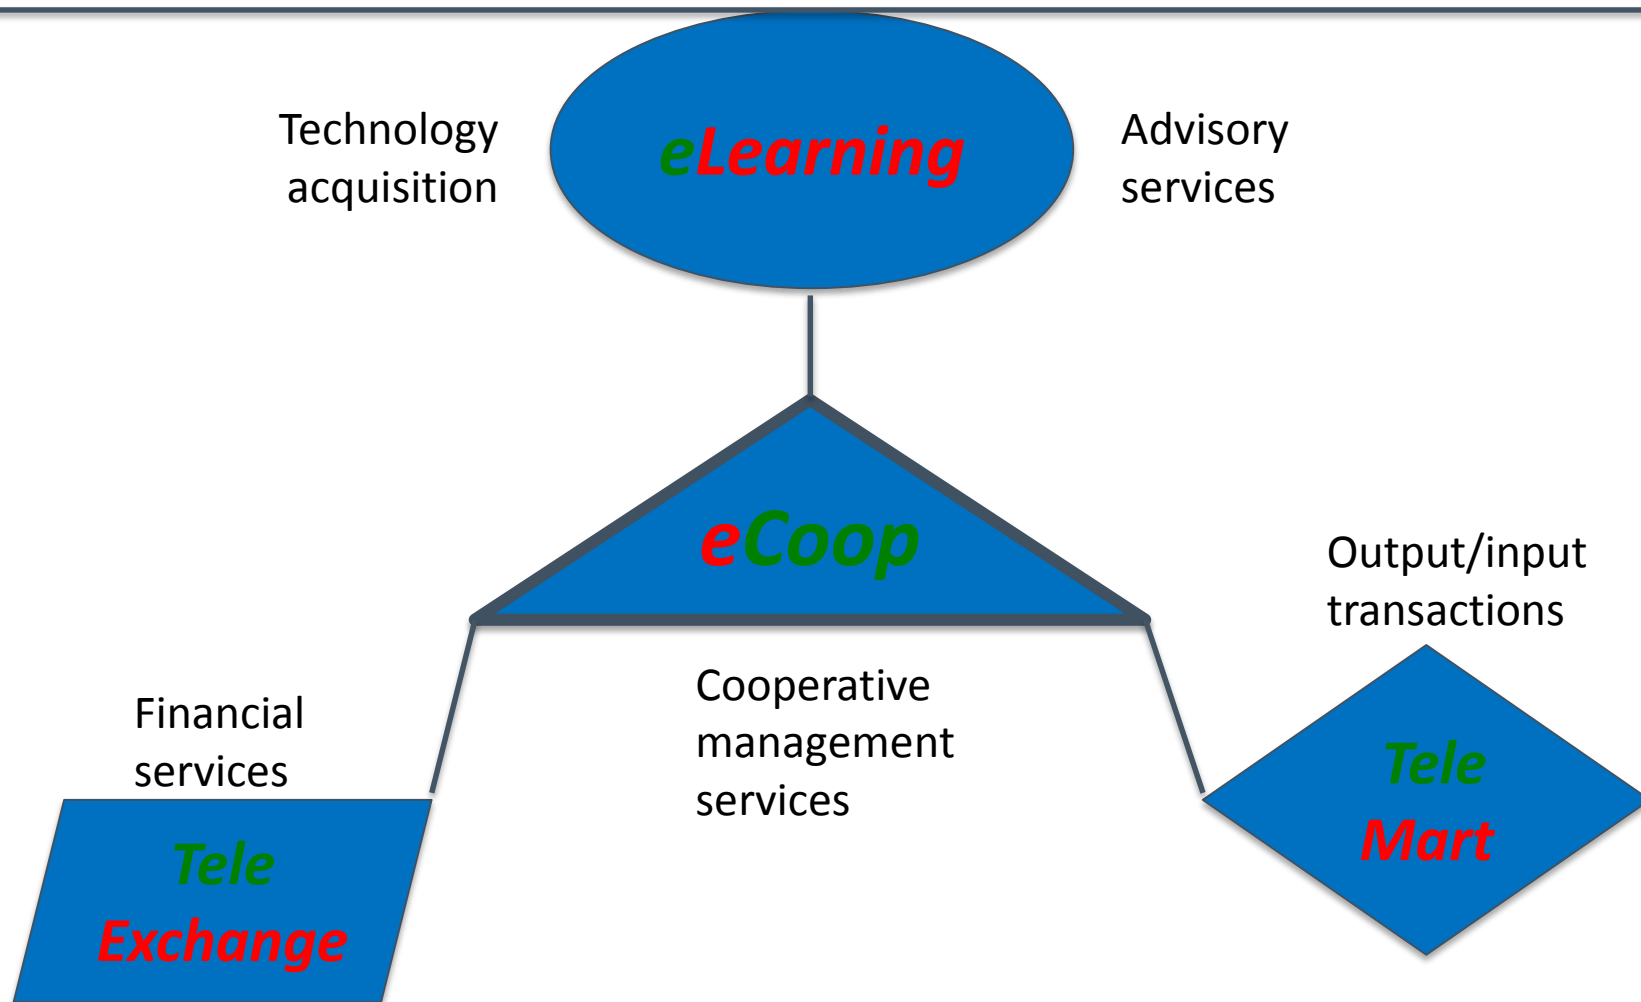 Technology
acquisition
eLearning
Advisory
services
eCoop
Output/input
transactions
Cooperative
management
services
Financial
services
Tele
Mart
Tele
Exchange